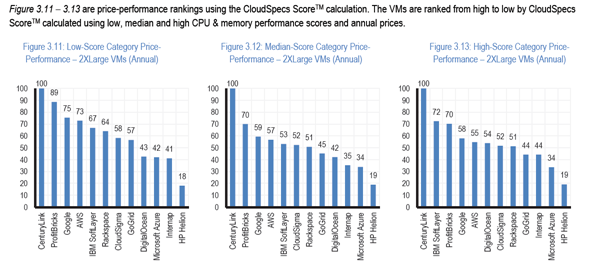 Figure 3.11 – 3.13 are price-performance rankings using the CloudSpecs Score™ calculation. The VMs are ranked from high to low by CloudSpecs
Score™ calculated using low, median and high CPU & memory performance scores and annual prices.
Figure 3.11: Low-Score Category Price-
Performance – 2XLarge VMs (Annual)
100
90
80
70
60
50
40
30
20
10
0
100
89
75
73
67
64
58
57
43
42
41
18
CenturyLink
ProfitBricks
Google
AWS
IBM SoftLayer
Rackspace
CloudSigma
GoGrid
DigitalOcean
Microsoft Azure
Internap
HP Helion
Figure 3.12: Median-Score Category Price-
Performance – 2XLarge VMs (Annual)
100
90
80
70
60
50
40
30
20
10
0
100
70
59
57
53
52
51
45
42
35
34
19
CenturyLink
ProfitBricks
Google
AWS
IBM SoftLayer
CloudSigma
Rackspace
GoGrid
DigitalOcean
Internap
Microsoft Azure
HP Helion
Figure 3.13: High-Score Category Price-
Performance – 2XLarge VMs (Annual)
100
90
80
70
60
50
40
30
20
10
0
100
72
70
58
55
54
52
51
44
44
34
19
CenturyLink
IBM SoftLayer
ProfitBricks
Google
AWS
DigitalOcean
CloudSigma
Rackspace
GoGrid
Internap
Microsoft Azure
HP Helion